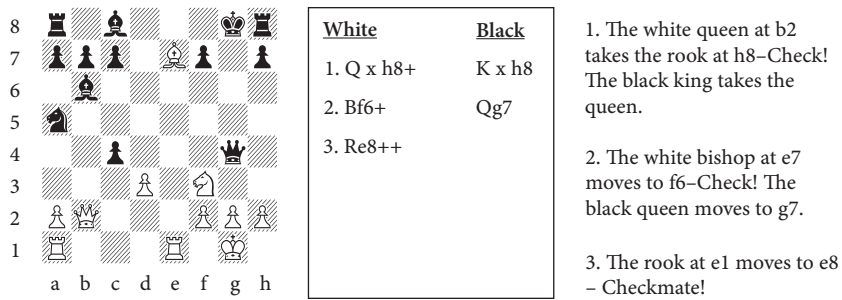 8
7
6
5
4
3
2
1
a b c d e f g h
White Black
1. Q x h8+ K x h8
2. Bf6+ Qg7
3. Re8++
1. The white queen at b2
takes the rook at h8–Check!
The black king takes the
queen.
2. The white bishop at e7
moves to f6–Check! The
black queen moves to g7.
3. The rook at e1 moves to e8
– Checkmate!